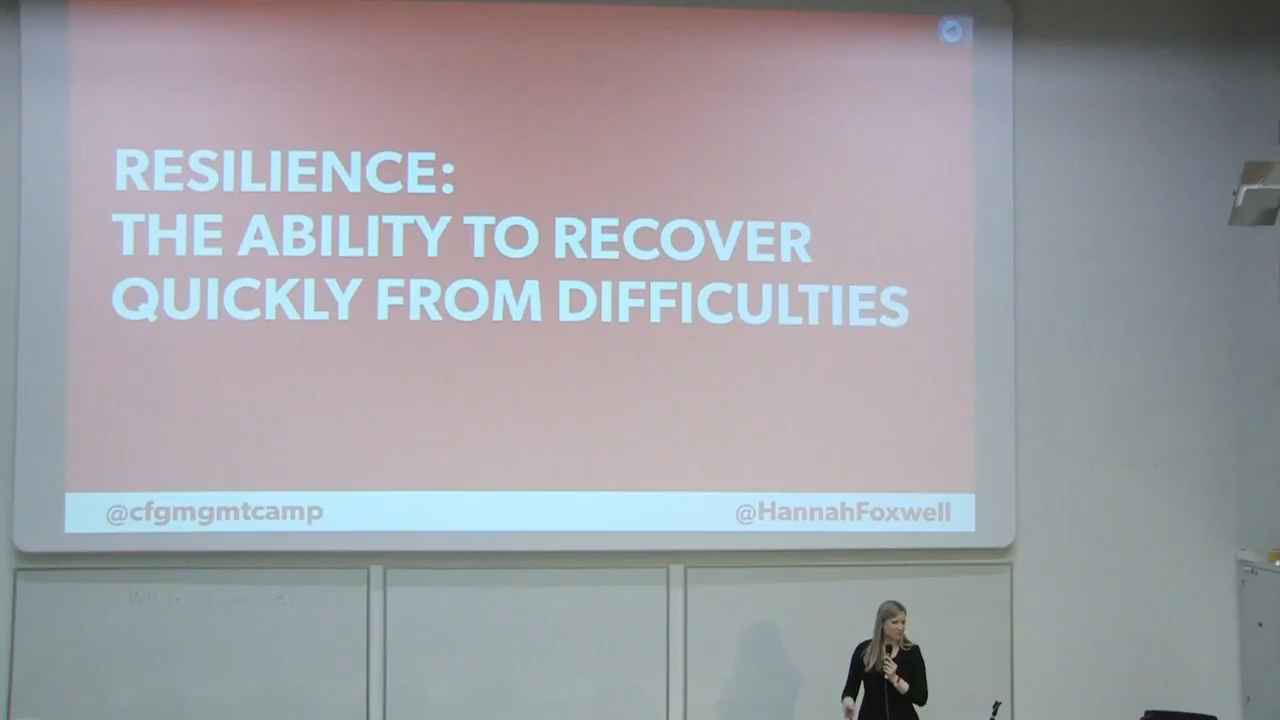 RESILIENCE:
THE ABILITY TO RECOVER
QUICKLY FROM DIFFICULTIES
@cfgmgmtcamp
@HannahFoxwell